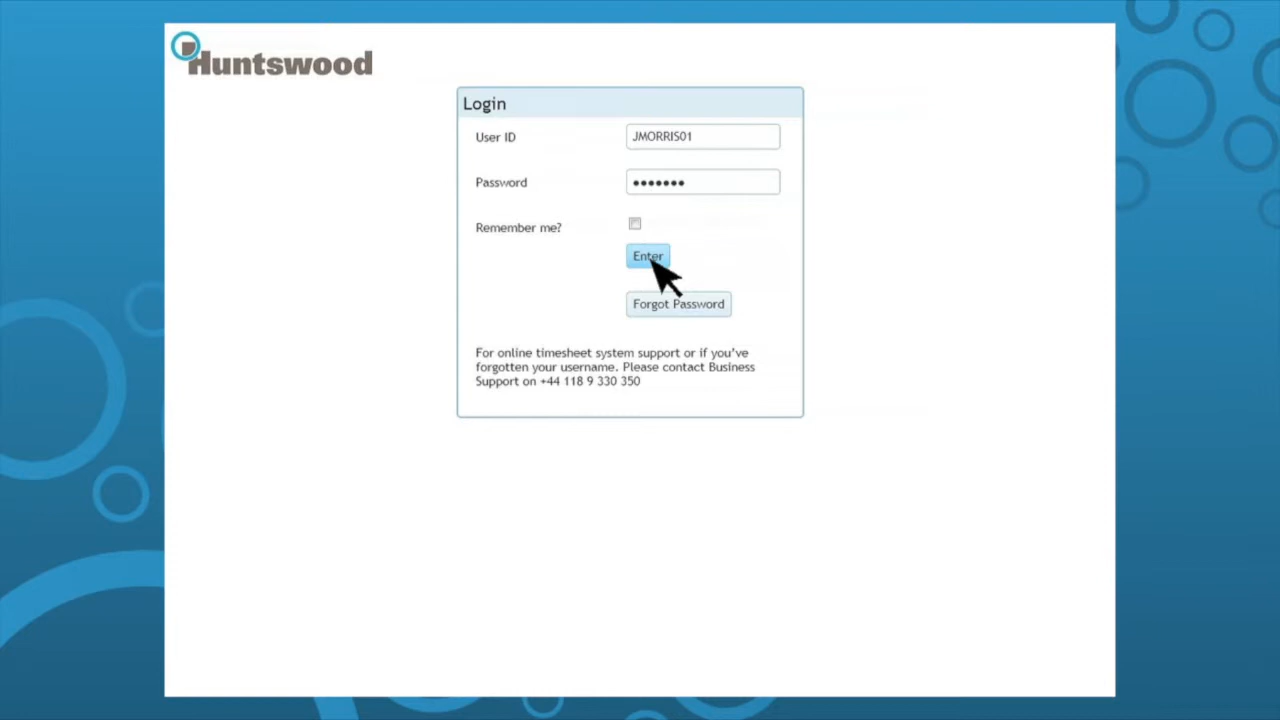 Huntswood
Login
User ID
JMORRIS01
Password
•••••••
Remember me?
Enter
Forgot Password
For online timesheet system support or if you've
forgotten your username. Please contact Business
Support on +44 118 9 330 350